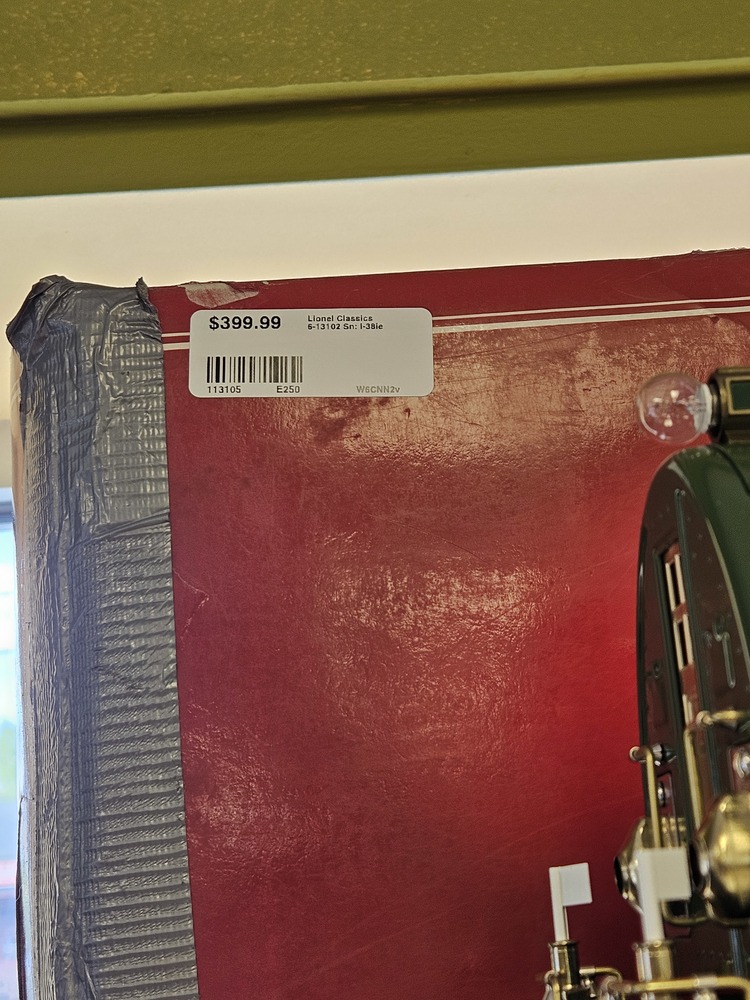 $399.99
Lionel Classics
6-13102 Sn: I-38ie
113105 E250 W6CNN2v